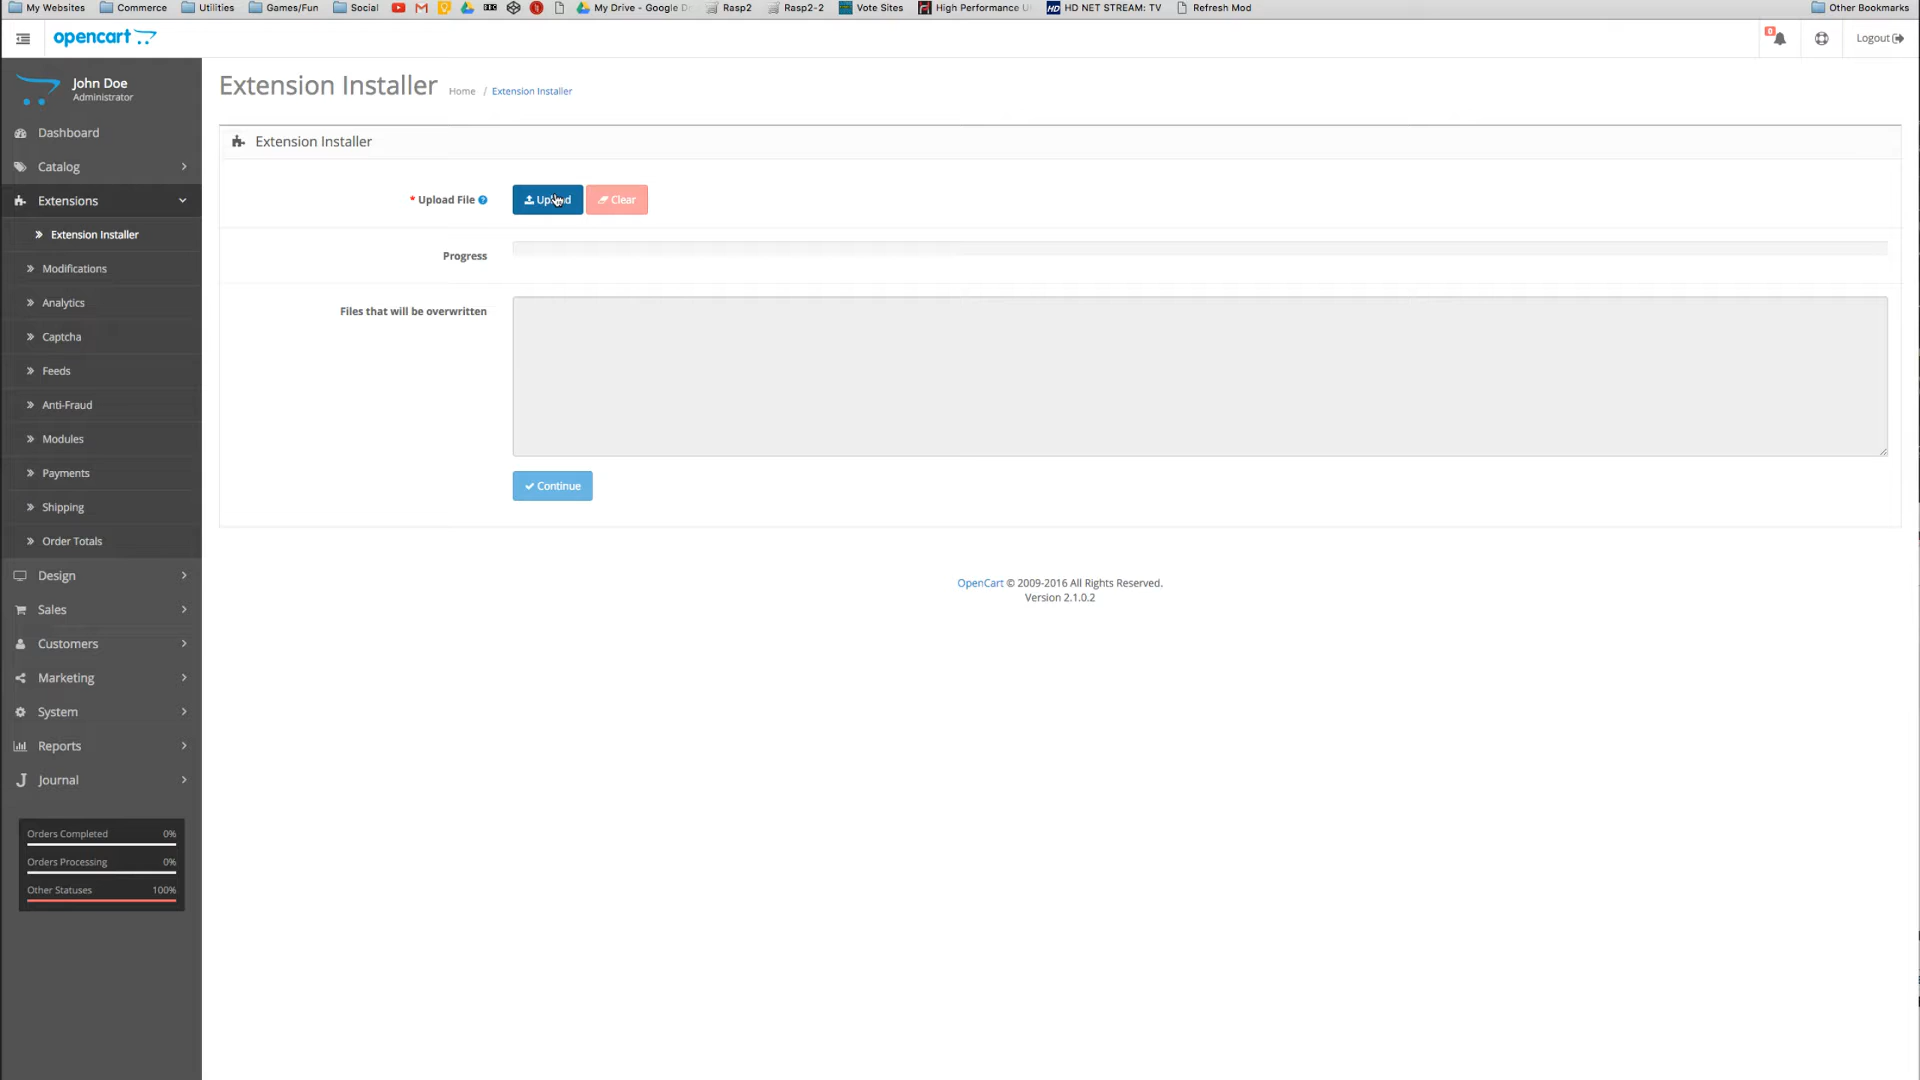 My Websites Commerce Utilities Games/Fun Social My Drive - Google D Rasp2 Rasp2-2 Vote Sites High Performance U HD NET STREAM: TV Refresh Mod Other Bookmarks
opencart
0
Logout
John Doe
Administrator
Extension Installer
Home / Extension Installer
Dashboard
Catalog
Extensions
Extension Installer
Modifications
Analytics
Captcha
Feeds
Anti-Fraud
Modules
Payments
Shipping
Order Totals
Design
Sales
Customers
Marketing
System
Reports
Journal
Orders Completed 0%
Orders Processing 0%
Other Statuses 100%
Extension Installer
* Upload File Upload Clear
Progress
Files that will be overwritten
Continue
OpenCart © 2009-2016 All Rights Reserved.
Version 2.1.0.2